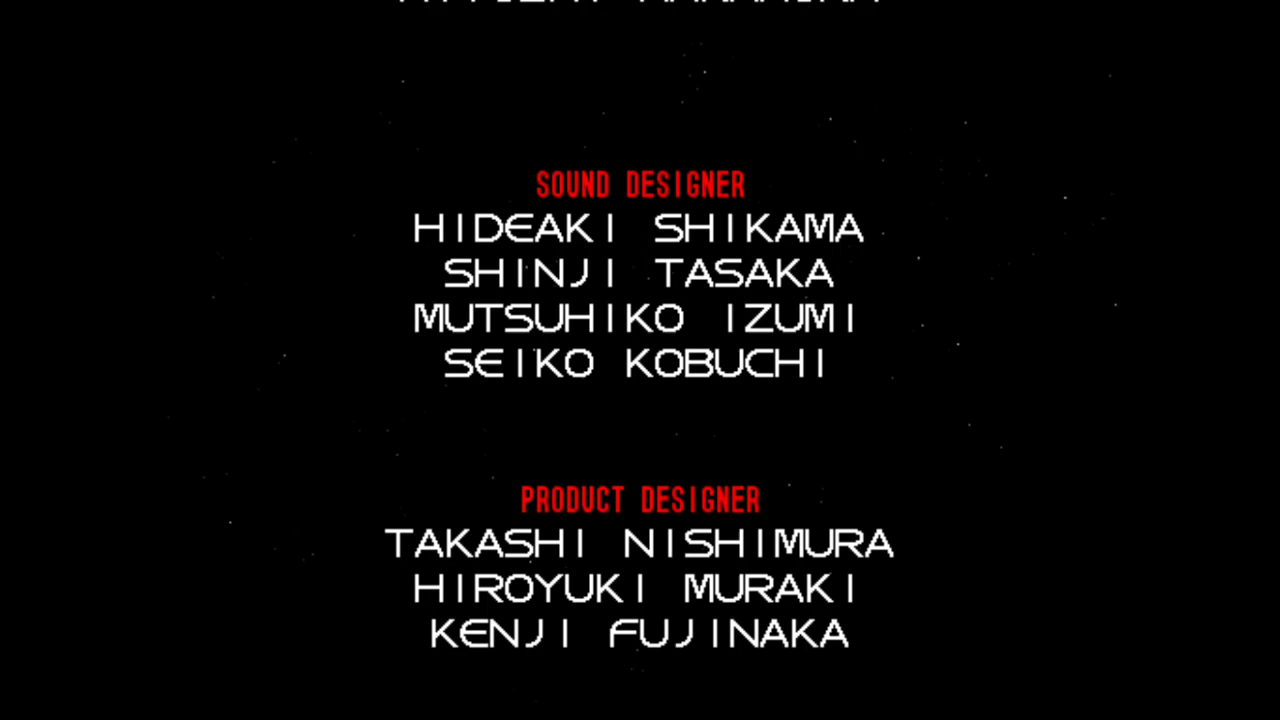 SOUND DESIGNER
HIDEAKI SHIKAMA
SHINJI TASAKA
MUTSUHIKO IZUMI
SEIKO KOBUCHI
PRODUCT DESIGNER
TAKASHI NISHIMURA
HIROYUKI MURAKI
KENJI FUJINAKA